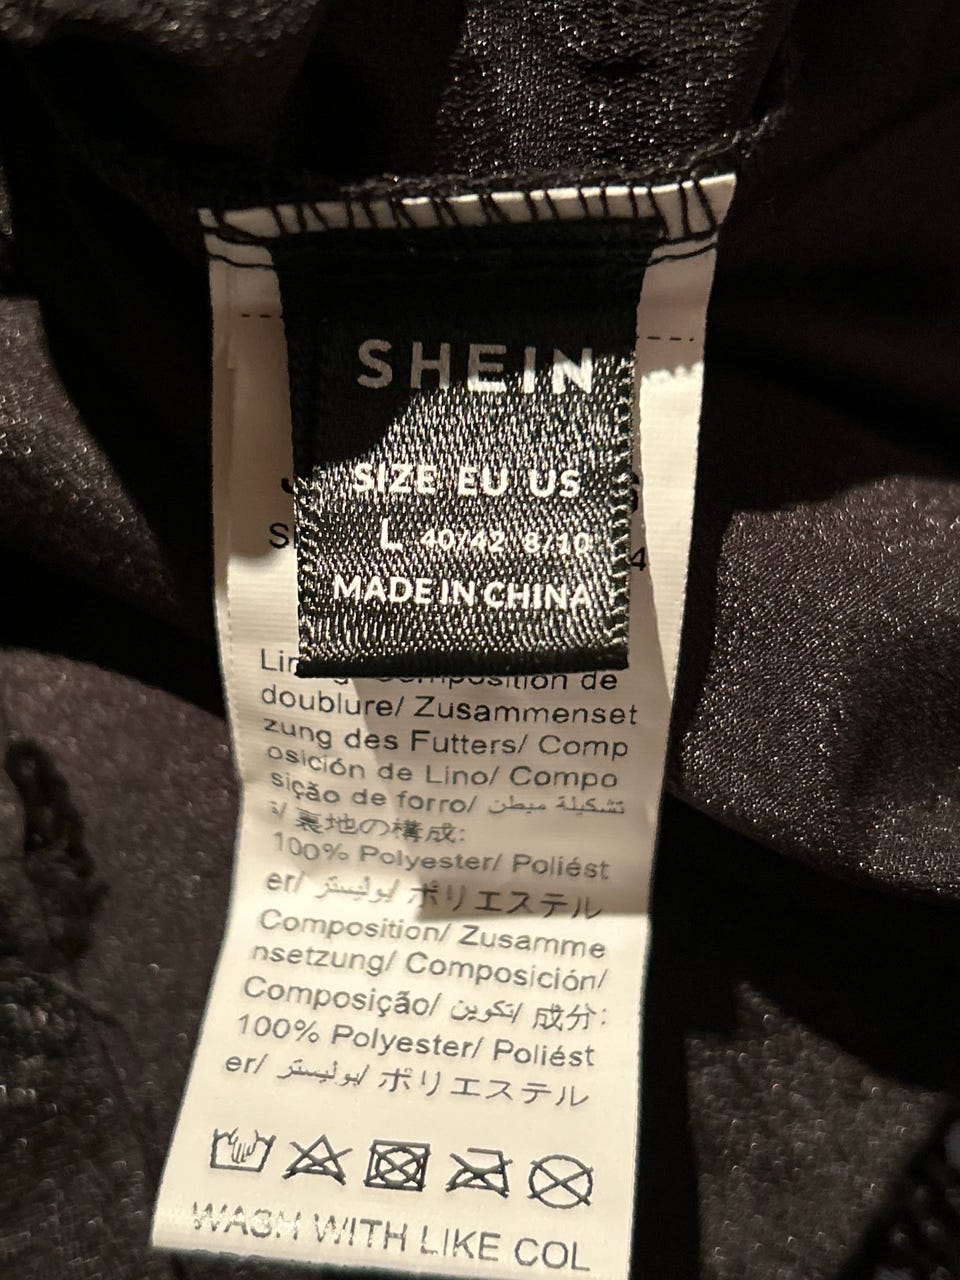 SHEIN
SIZE EU US
L 40/42 8/10
MADE IN CHINA
doublure/ Zusammenset
zung des Futters/ Comp
osición de Lino/ Compo
sição de forro/ تشكيلة مبطن
裏地の構成:
100% Polyester/ Poliést
er/ بوليستر/ ポリエステル
Composition/ Zusamme
nsetzung/ Composición/
Composição/ تكوين/ 成分:
100% Polyester/ Poliést
er/ بوليستر/ ポリエステル
WASH WITH LIKE COL